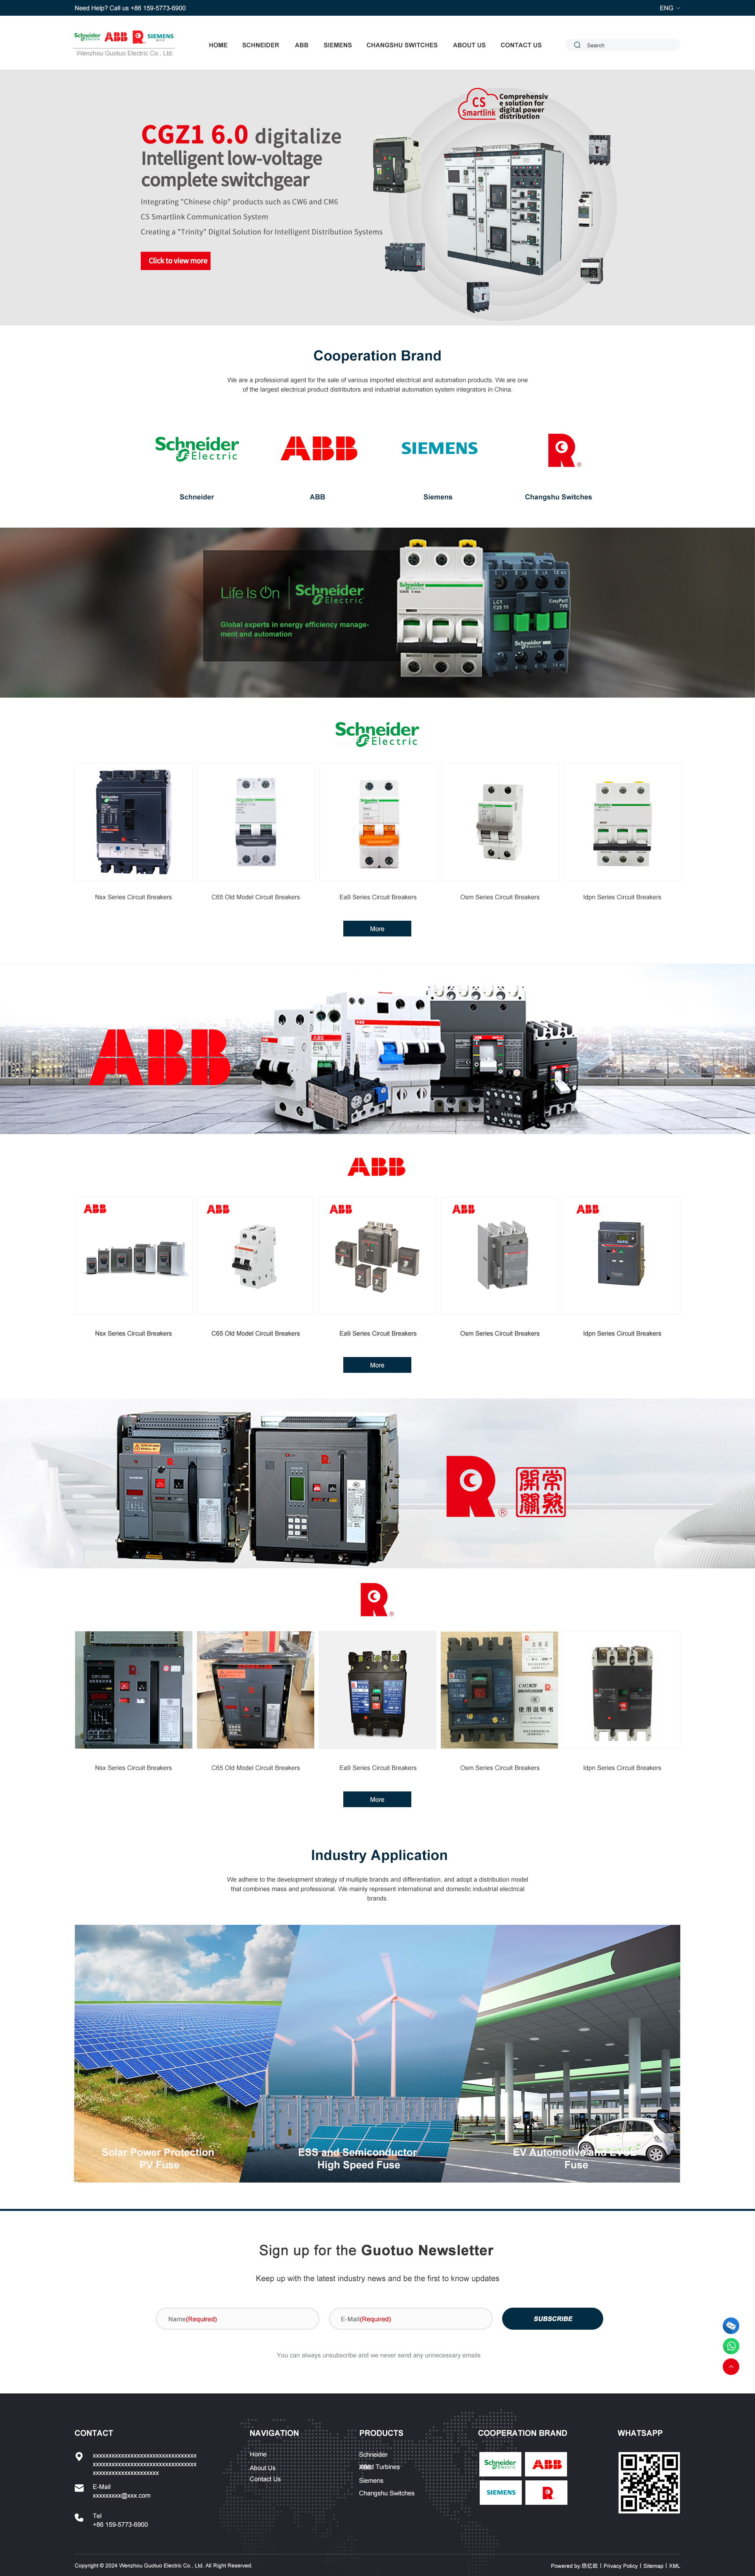 Need Help? Call us +86 159-5773-6900
ENG
Schneider Electric ABB R SIEMENS
Wenzhou Guotuo Electric Co., Ltd.
HOME SCHNEIDER ABB SIEMENS CHANGSHU SWITCHES ABOUT US CONTACT US
Search
CS Smartlink
Comprehensiv
e solution for
digital power
distribution
CGZ1 6.0 digitalize
Intelligent low-voltage
complete switchgear
Integrating "Chinese chip" products such as CW6 and CM6
CS Smartlink Communication System
Creating a "Trinity" Digital Solution for Intelligent Distribution Systems
Click to view more
Cooperation Brand
We are a professional agent for the sale of various imported electrical and automation products. We are one
of the largest electrical product distributors and industrial automation system integrators in China.
Schneider Electric
ABB
SIEMENS
R®
Schneider
ABB
Siemens
Changshu Switches
Life Is On
Schneider Electric
Global experts in energy efficiency manage-
ment and automation
Schneider Electric
Nsx Series Circuit Breakers
C65 Old Model Circuit Breakers
Ea9 Series Circuit Breakers
Osm Series Circuit Breakers
Idpn Series Circuit Breakers
More
ABB
ABB
ABB
ABB
ABB
ABB
ABB
Nsx Series Circuit Breakers
C65 Old Model Circuit Breakers
Ea9 Series Circuit Breakers
Osm Series Circuit Breakers
Idpn Series Circuit Breakers
More
R®
常熟開關
R®
Nsx Series Circuit Breakers
C65 Old Model Circuit Breakers
Ea9 Series Circuit Breakers
Osm Series Circuit Breakers
Idpn Series Circuit Breakers
More
Industry Application
We adhere to the development strategy of multiple brands and differentiation, and adopt a distribution model
that combines mass and professional. We mainly represent international and domestic industrial electrical
brands.
Solar Power Protection
PV Fuse
ESS and Semiconductor
High Speed Fuse
EV Automotive and EVSE
Fuse
Sign up for the Guotuo Newsletter
Keep up with the latest industry news and be the first to know updates
Name(Required)
E-Mail(Required)
SUBSCRIBE
You can always unsubscribe and we never send any unnecessary emails
CONTACT
xxxxxxxxxxxxxxxxxxxxxxxxxxxxxxxxx
xxxxxxxxxxxxxxxxxxxxxxxxxxxxxxxxx
xxxxxxxxxxxxxxxxxxxxx
E-Mail
xxxxxxxxx@xxx.com
Tel
+86 159-5773-6900
NAVIGATION
Home
About Us
Contact Us
PRODUCTS
Schneider
Turbines
Siemens
Changshu Switches
COOPERATION BRAND
Schneider Electric
ABB
SIEMENS
R
WHATSAPP
Copyright © 2024 Wenzhou Guotuo Electric Co., Ltd. All Right Reserved.
Powered by:思亿欧 | Privacy Policy | Sitemap | XML